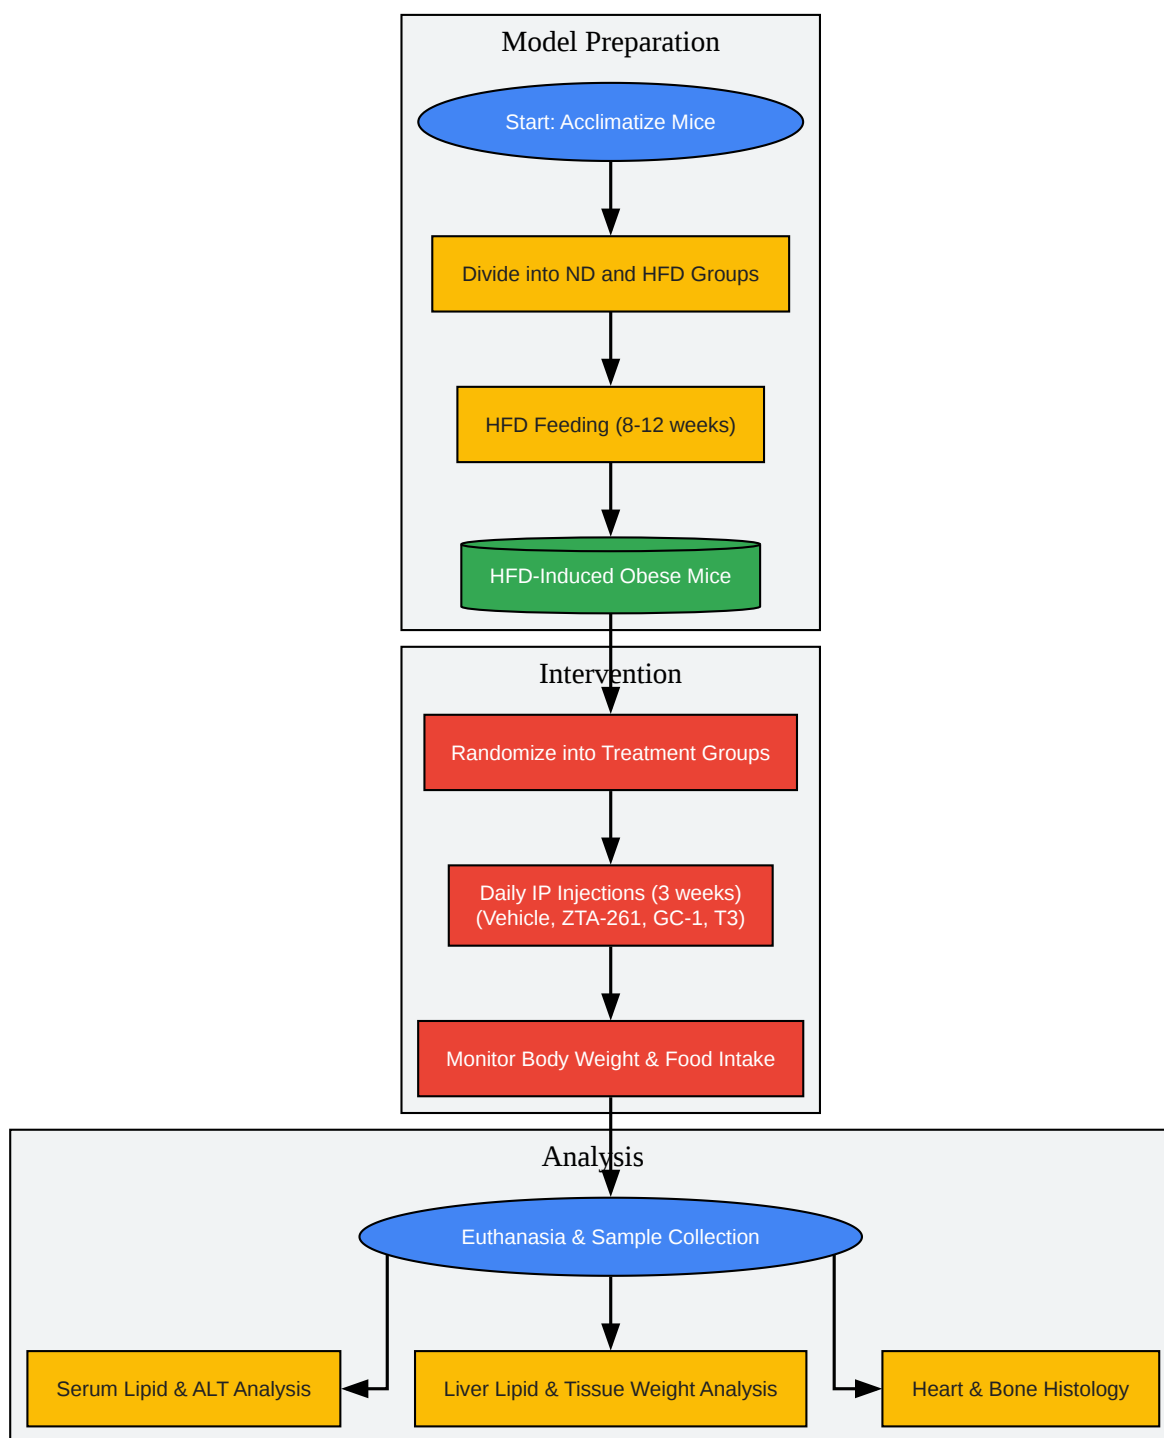 Model Preparation
Start: Acclimatize Mice
Divide into ND and HFD Groups
HFD Feeding (8-12 weeks)
HFD-Induced Obese Mice
Intervention
Randomize into Treatment Groups
Daily IP Injections (3 weeks)
(Vehicle, ZTA-261, GC-1, T3)
Monitor Body Weight & Food Intake
Analysis
Euthanasia & Sample Collection
Serum Lipid & ALT Analysis
Liver Lipid & Tissue Weight Analysis
Heart & Bone Histology